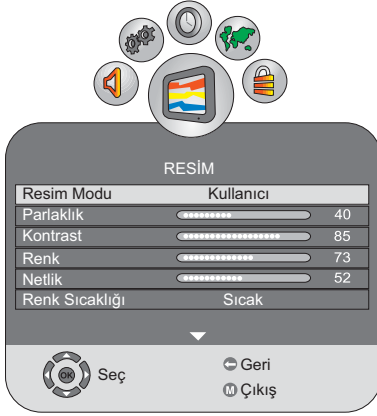 RESİM
Resim Modu Kullanıcı
Parlaklık 40
Kontrast 85
Renk 73
Netlik 52
Renk Sıcaklığı Sıcak
OK Seç
Geri
M Çıkış